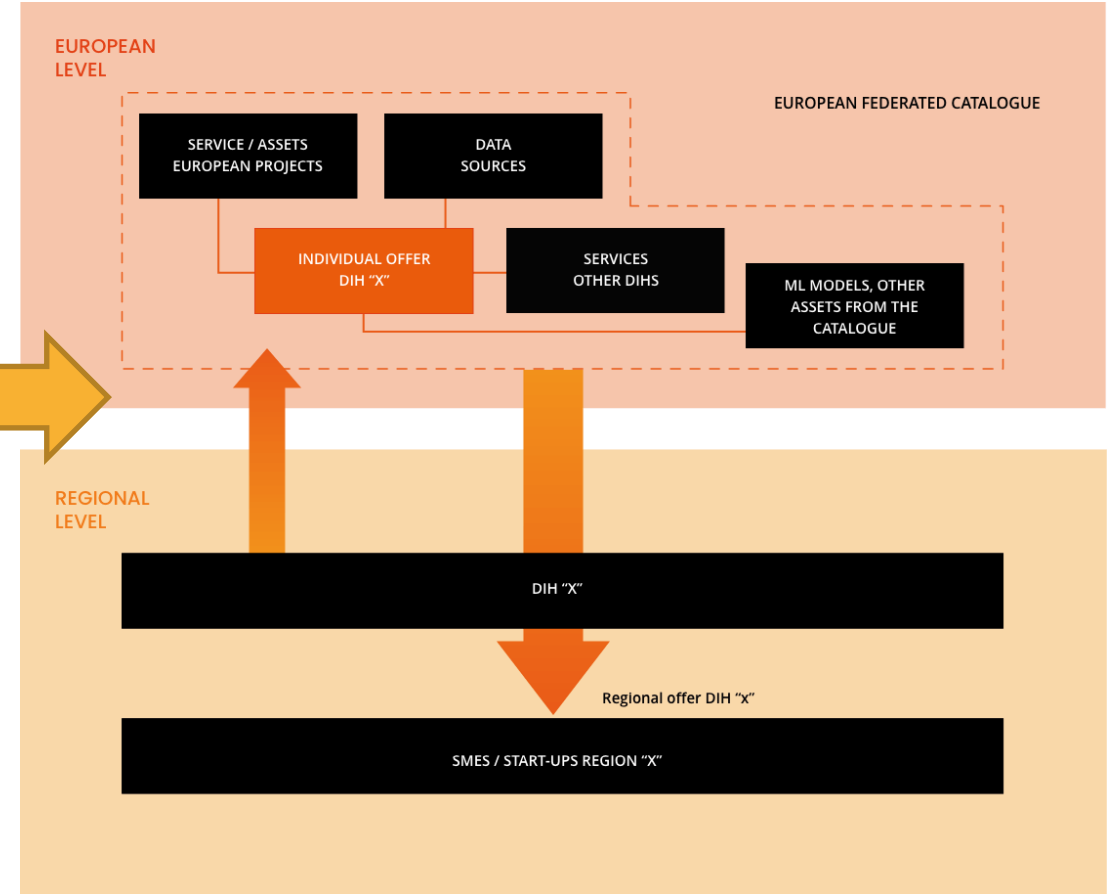 EUROPEAN
LEVEL
EUROPEAN FEDERATED CATALOGUE
SERVICE / ASSETS
EUROPEAN PROJECTS
DATA
SOURCES
INDIVIDUAL OFFER
DIH “X”
SERVICES
OTHER DIHS
ML MODELS, OTHER
ASSETS FROM THE
CATALOGUE
REGIONAL
LEVEL
DIH “X”
Regional offer DIH “x”
SMES / START-UPS REGION “X”